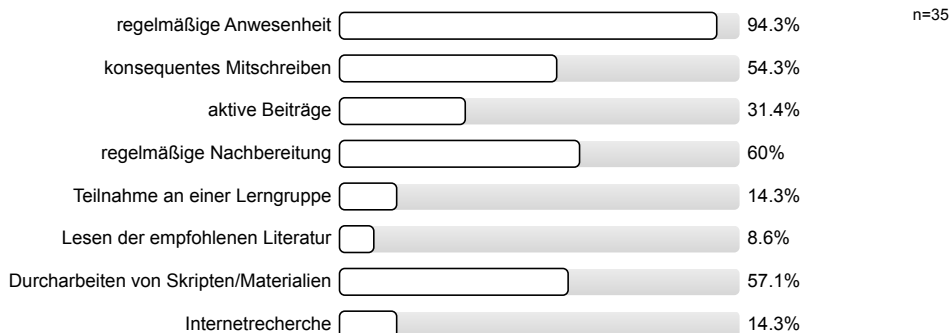 regelmäßige Anwesenheit 94.3% n=35
konsequentes Mitschreiben 54.3%
aktive Beiträge 31.4%
regelmäßige Nachbereitung 60%
Teilnahme an einer Lerngruppe 14.3%
Lesen der empfohlenen Literatur 8.6%
Durcharbeiten von Skripten/Materialien 57.1%
Internetrecherche 14.3%